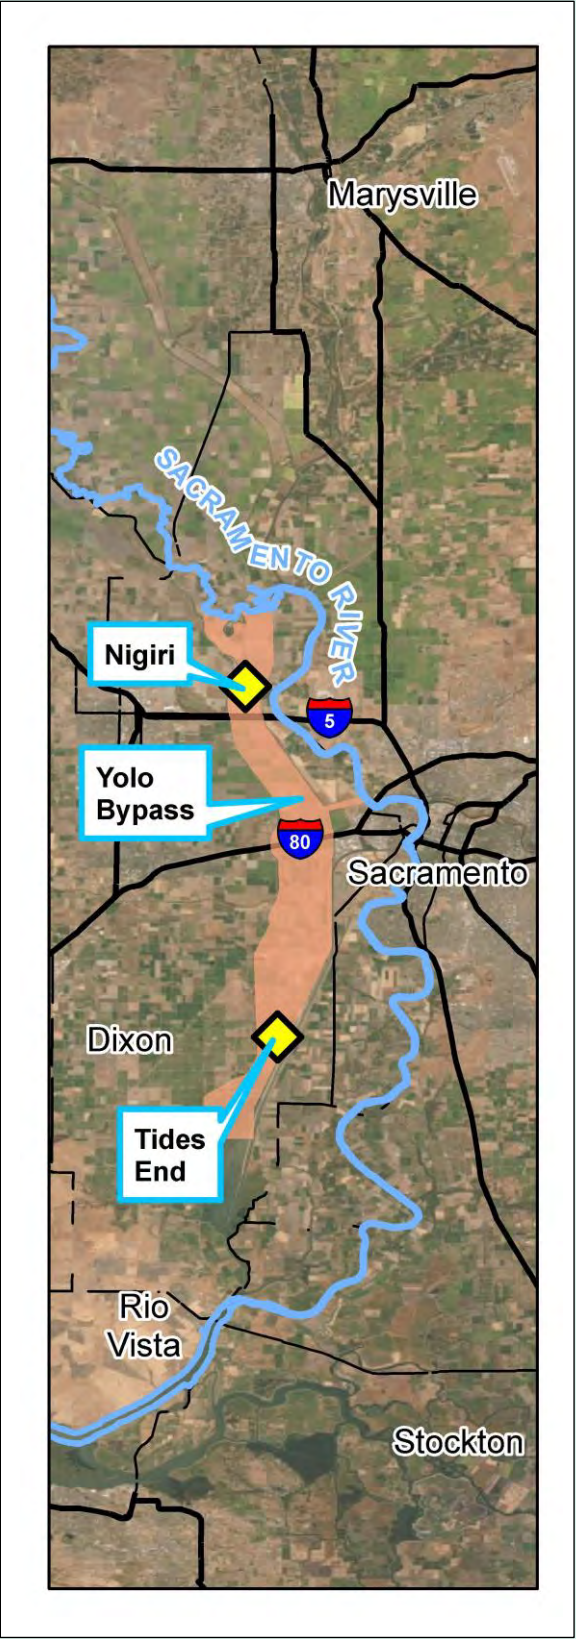 Marysville
SACRAMENTO RIVER
Nigiri
5
Yolo
Bypass
80
Sacramento
Dixon
Tides
End
Rio
Vista
Stockton